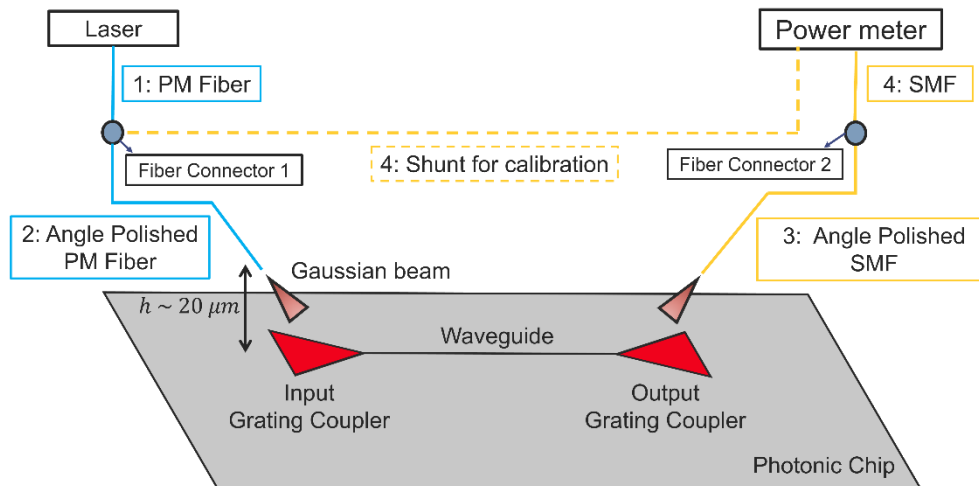 Laser
Power meter
1: PM Fiber
4: SMF
Fiber Connector 1
4: Shunt for calibration
Fiber Connector 2
2: Angle Polished
PM Fiber
3: Angle Polished
SMF
Gaussian beam
h ~ 20 μm
Waveguide
Input
Grating Coupler
Output
Grating Coupler
Photonic Chip